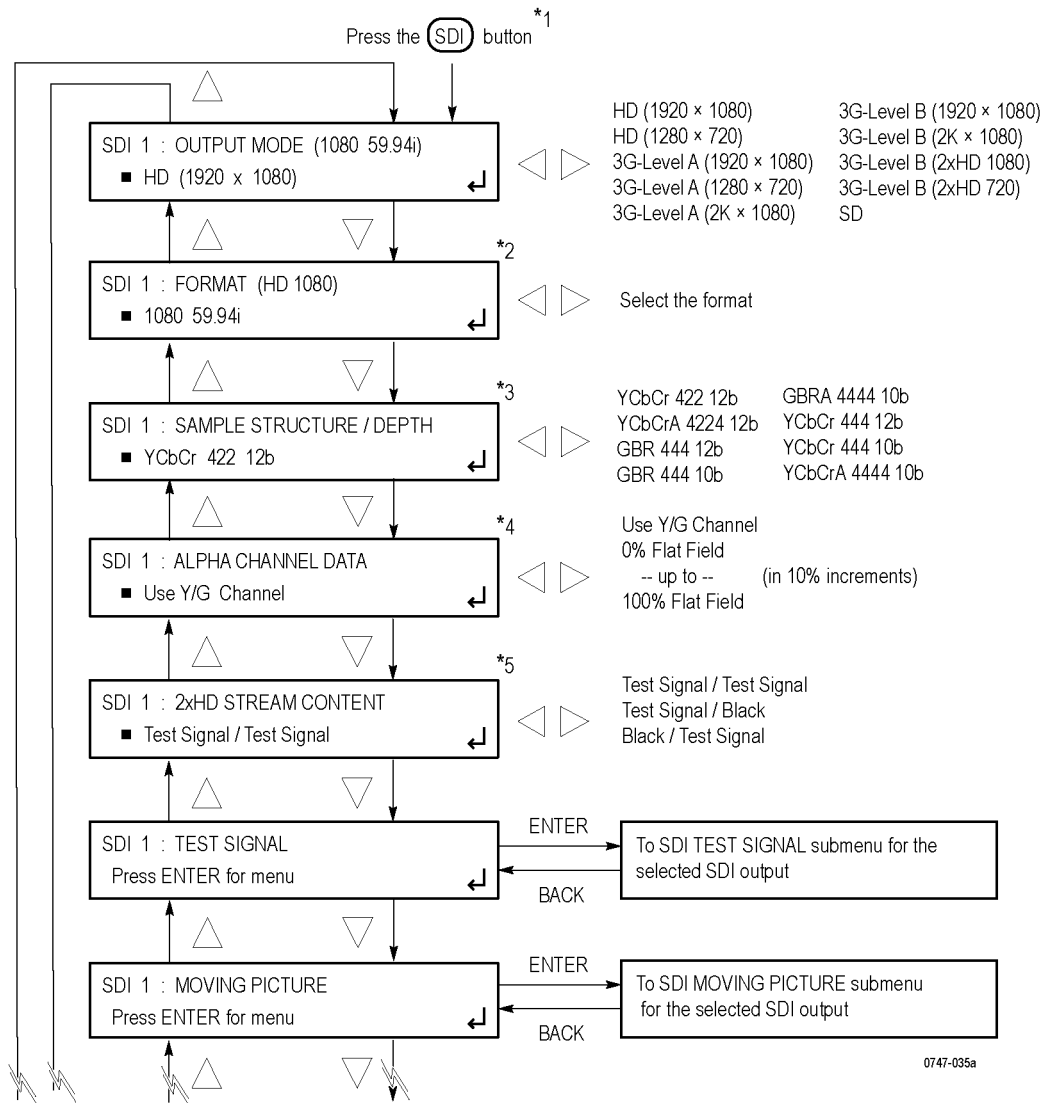 Press the SDI button *1
SDI 1 : OUTPUT MODE (1080 59.94i)
■ HD (1920 x 1080)
HD (1920 × 1080)
HD (1280 × 720)
3G-Level A (1920 × 1080)
3G-Level A (1280 × 720)
3G-Level A (2K × 1080)
3G-Level B (1920 × 1080)
3G-Level B (2K × 1080)
3G-Level B (2xHD 1080)
3G-Level B (2xHD 720)
SD
*2
SDI 1 : FORMAT (HD 1080)
■ 1080 59.94i
Select the format
*3
SDI 1 : SAMPLE STRUCTURE / DEPTH
■ YCbCr 422 12b
YCbCr 422 12b
YCbCrA 4224 12b
GBR 444 12b
GBR 444 10b
GBRA 4444 10b
YCbCr 444 12b
YCbCr 444 10b
YCbCrA 4444 10b
*4
SDI 1 : ALPHA CHANNEL DATA
■ Use Y/G Channel
Use Y/G Channel
0% Flat Field
-- up to -- (in 10% increments)
100% Flat Field
*5
SDI 1 : 2xHD STREAM CONTENT
■ Test Signal / Test Signal
Test Signal / Test Signal
Test Signal / Black
Black / Test Signal
SDI 1 : TEST SIGNAL
Press ENTER for menu
ENTER
BACK
To SDI TEST SIGNAL submenu for the
selected SDI output
SDI 1 : MOVING PICTURE
Press ENTER for menu
ENTER
BACK
To SDI MOVING PICTURE submenu
for the selected SDI output
0747-035a